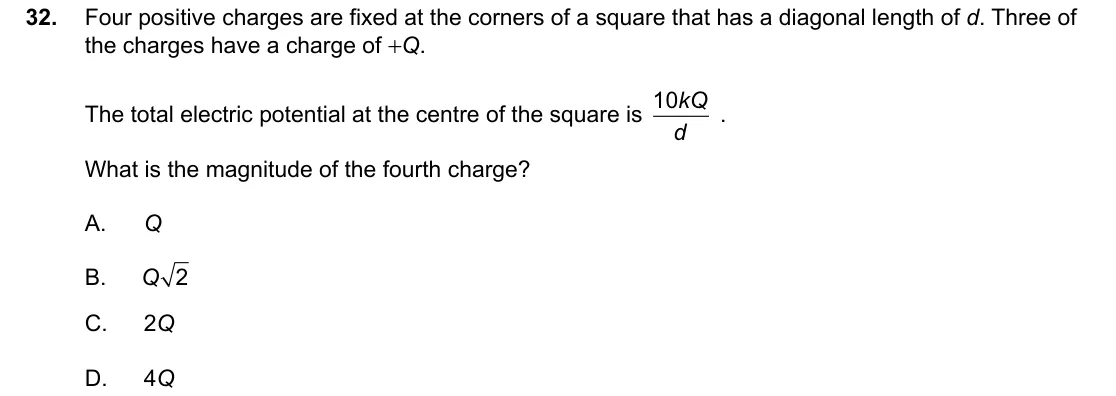 32. Four positive charges are fixed at the corners of a square that has a diagonal length of d. Three of
the charges have a charge of +Q.
The total electric potential at the centre of the square is 10kQ/d .
What is the magnitude of the fourth charge?
A. Q
B. Q√2
C. 2Q
D. 4Q